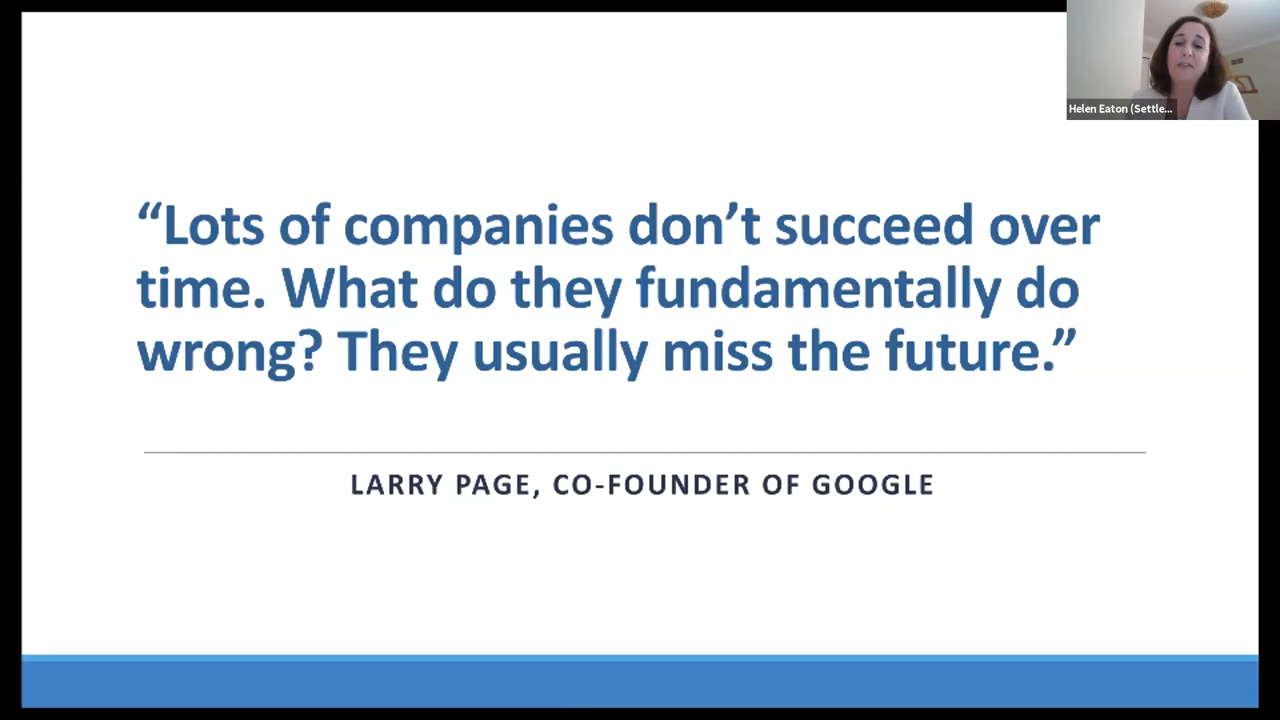 Helen Eaton (Settle...
“Lots of companies don’t succeed over
time. What do they fundamentally do
wrong? They usually miss the future.”
LARRY PAGE, CO-FOUNDER OF GOOGLE